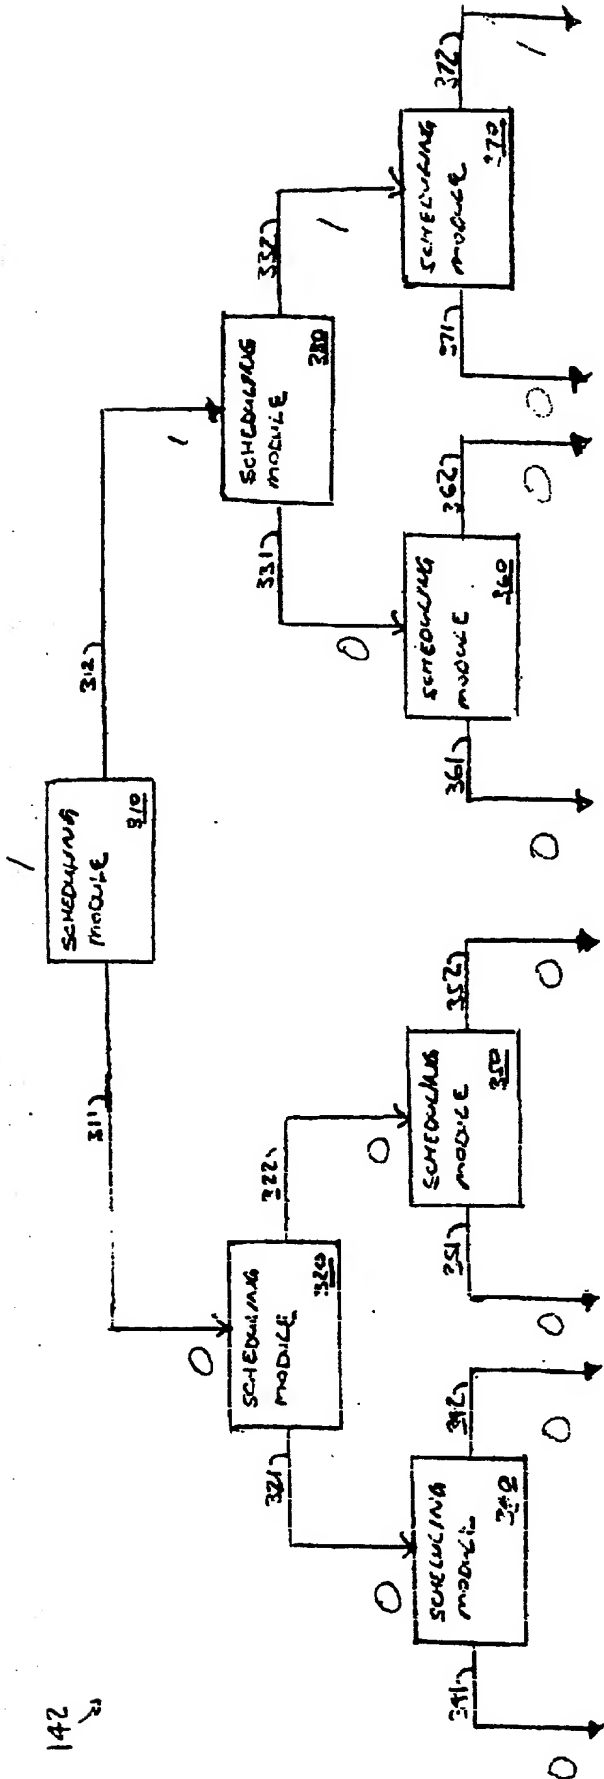 142
1
SCHEDULING
MODULE
310
311
312
0
1
SCHEDULING
MODULE
320
SCHEDULING
MODULE
330
321
322
331
332
0
0
0
1
SCHEDULING
MODULE
340
SCHEDULING
MODULE
350
SCHEDULING
MODULE
360
SCHEDULING
MODULE
370
341
342
351
352
361
362
371
372
0
0
0
0
0
0
0
1